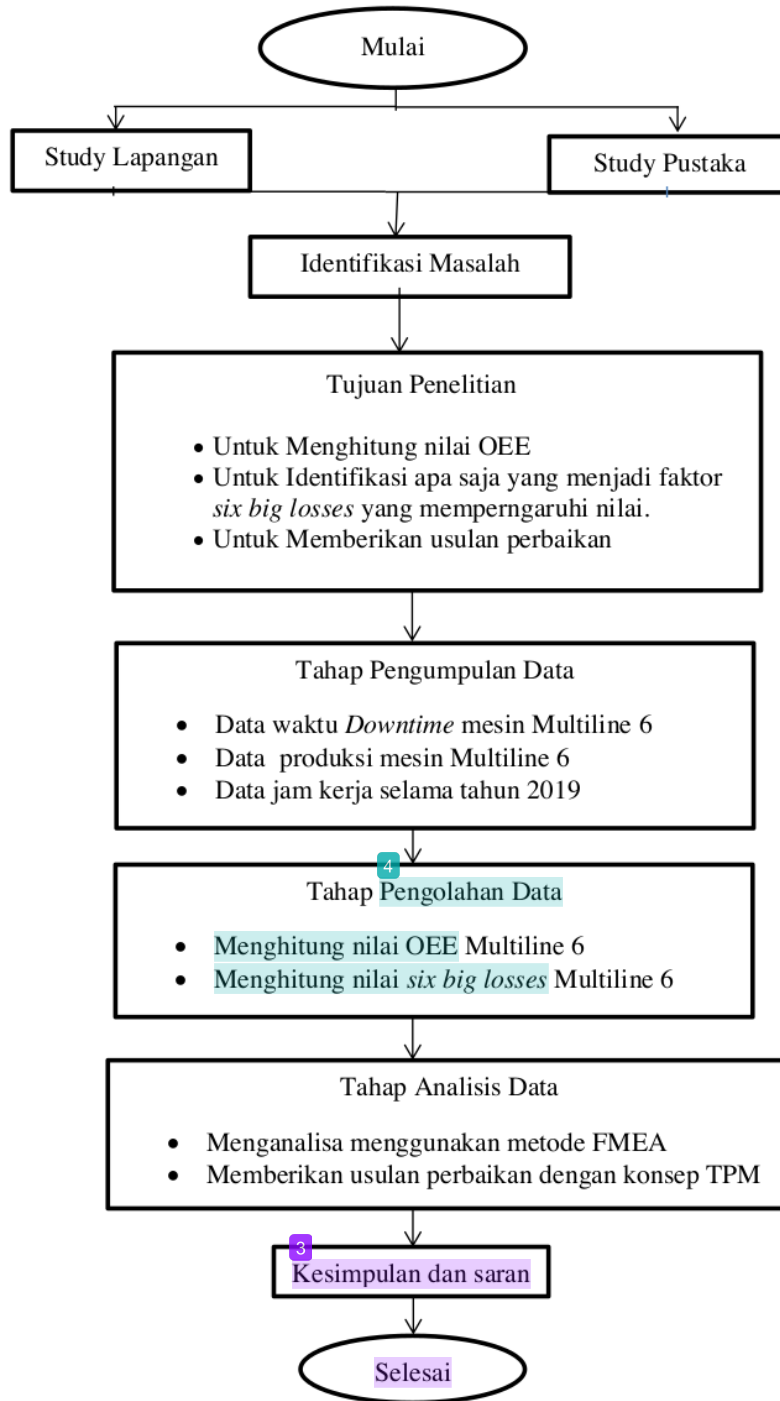 Mulai
Study Lapangan
Study Pustaka
Identifikasi Masalah
Tujuan Penelitian
• Untuk Menghitung nilai OEE
• Untuk Identifikasi apa saja yang menjadi faktor
six big losses yang memperngaruhi nilai.
• Untuk Memberikan usulan perbaikan
Tahap Pengumpulan Data
• Data waktu Downtime mesin Multiline 6
• Data produksi mesin Multiline 6
• Data jam kerja selama tahun 2019
4
Tahap Pengolahan Data
• Menghitung nilai OEE Multiline 6
• Menghitung nilai six big losses Multiline 6
Tahap Analisis Data
• Menganalisa menggunakan metode FMEA
• Memberikan usulan perbaikan dengan konsep TPM
3
Kesimpulan dan saran
Selesai